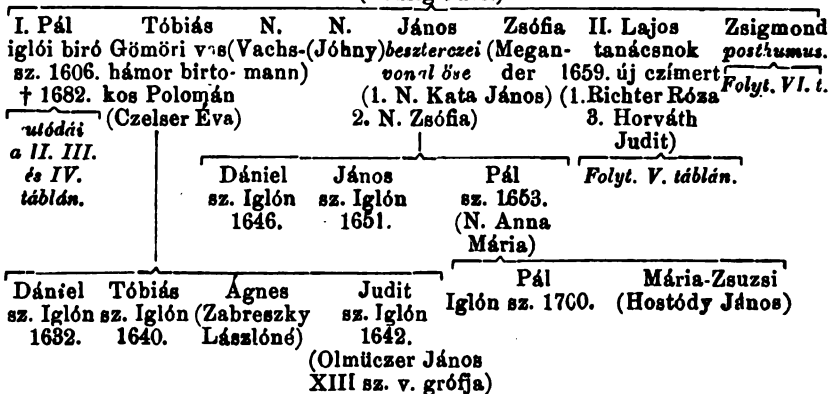 I. Pál Tóbiás N. N. János Zsófia II. Lajos Zsigmond
iglói biró Gömöri vas (Vachs- (Jóhny) beszterczei (Megan- tanácsnok posthumus.
sz. 1606. hámor birto- mann) vonal őse der 1659. új czímert Folyt. VI. t.
† 1682. kos Polomján (1. N. Kata János) (1. Richter Róza
utódái (Czelser Éva) 2. N. Zsófia) 3. Horváth
a II. III. Judit)
és IV. Dániel János Pál Folyt. V. táblán.
táblán. sz. Iglón sz. Iglón sz. 1653.
1646. 1651. (N. Anna
Mária)
Dániel Tóbiás Ágnes Judit Pál Mária-Zsuzsi
sz. Iglón sz. Iglón (Zabreszky sz. Iglón Iglón sz. 1700. (Hostódy János)
1632. 1640. Lászlóné) 1642.
(Olmüczer János
XIII sz. v. grófja)